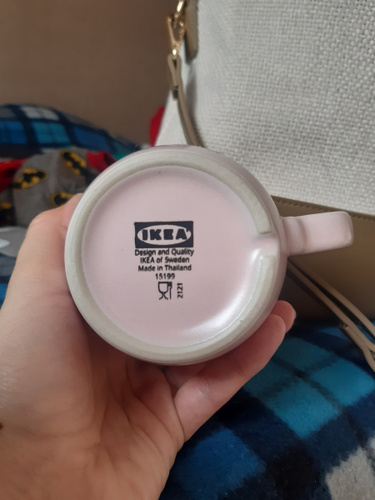 IKEA
Design and Quality
IKEA of Sweden
Made in Thailand
15199
2121